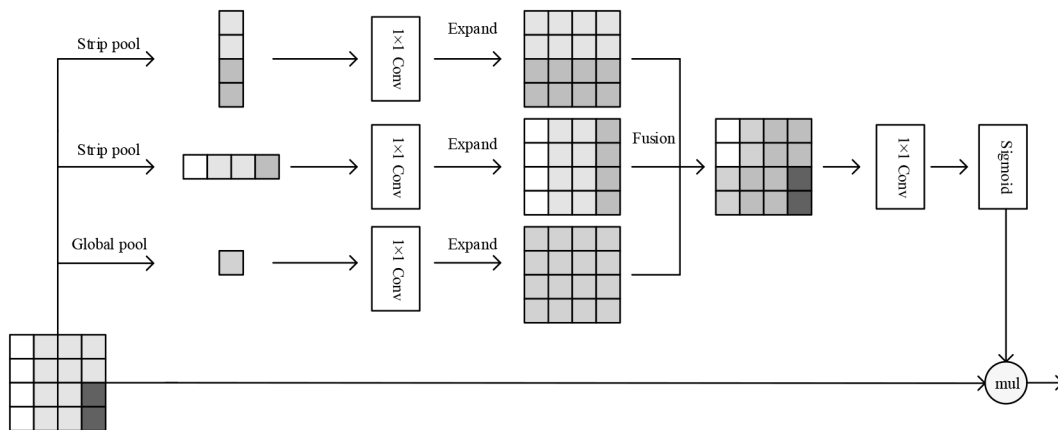 Strip pool
1×1 Conv
Expand
Strip pool
1×1 Conv
Expand
Fusion
1×1 Conv
Sigmoid
Global pool
1×1 Conv
Expand
mul